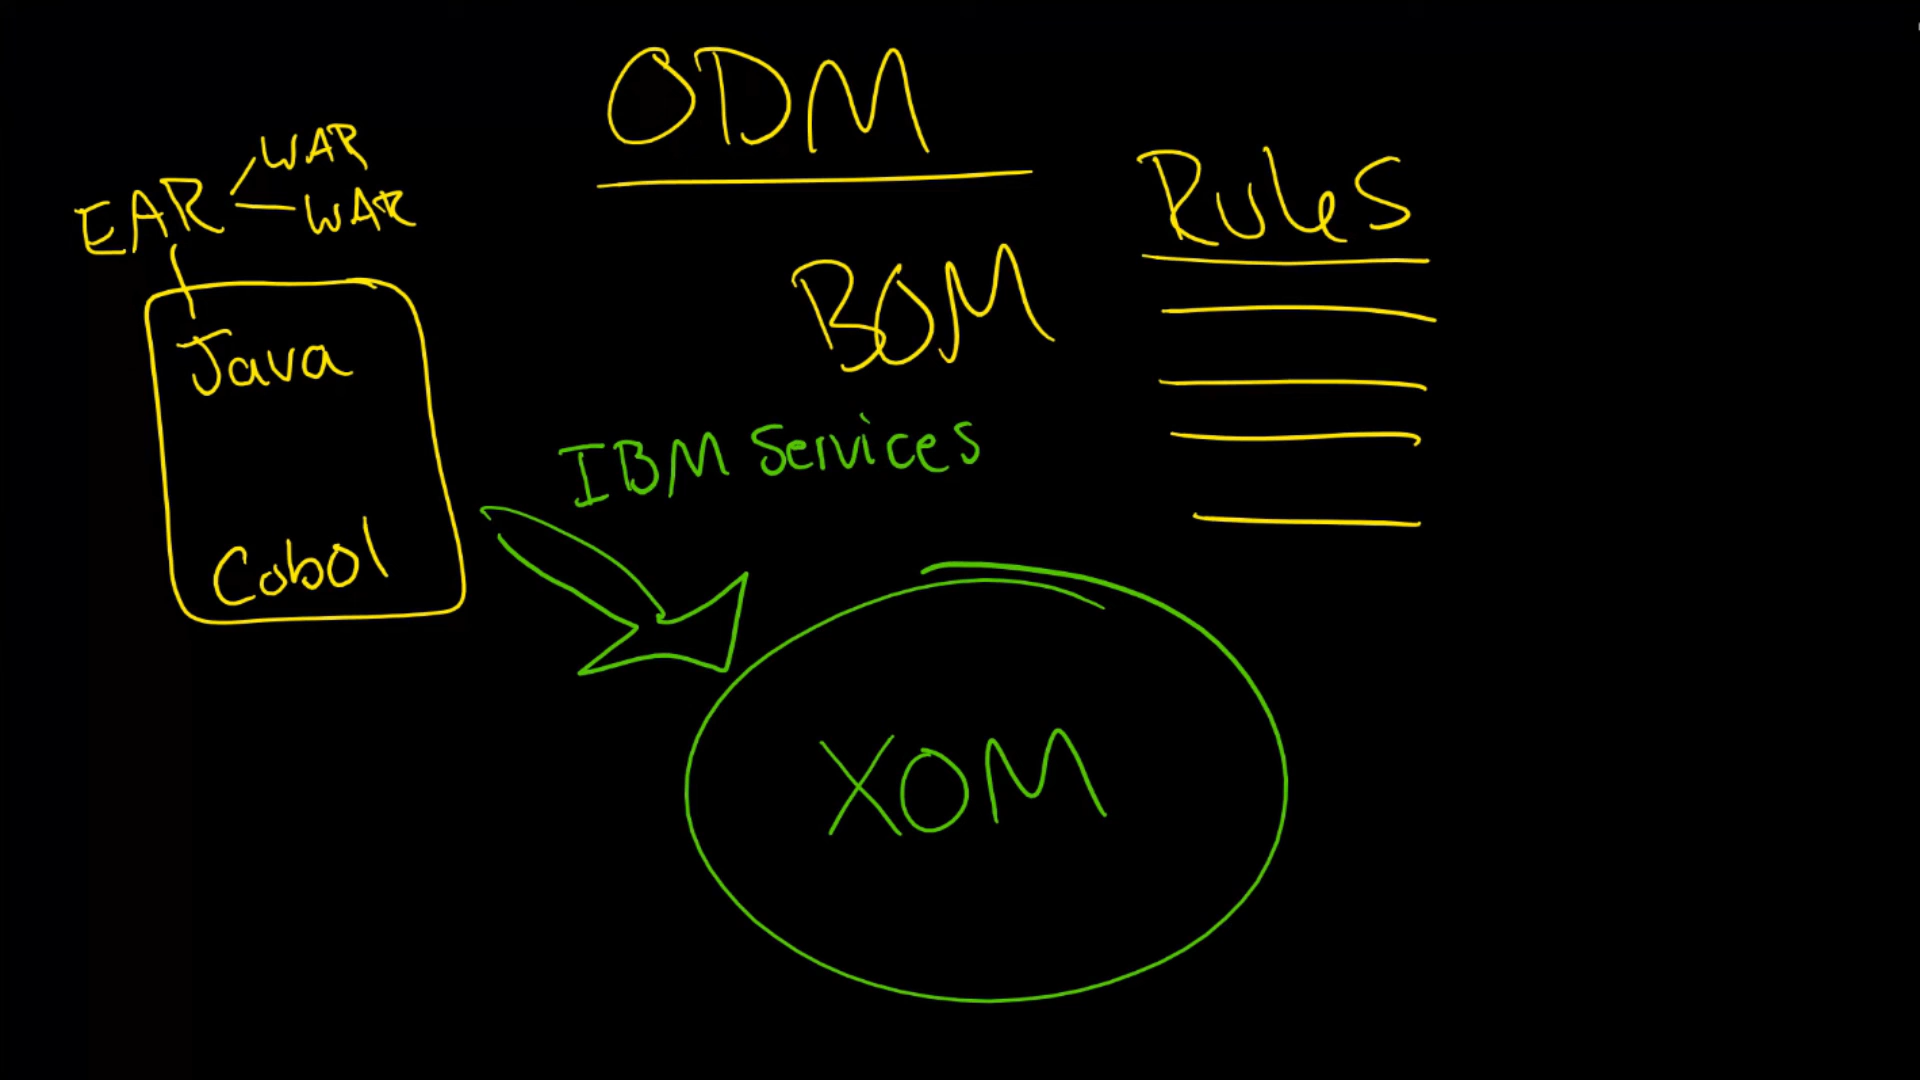 ODM
WAR
EAR
WAR
Rules
BOM
Java
IBM Services
Cobol
XOM